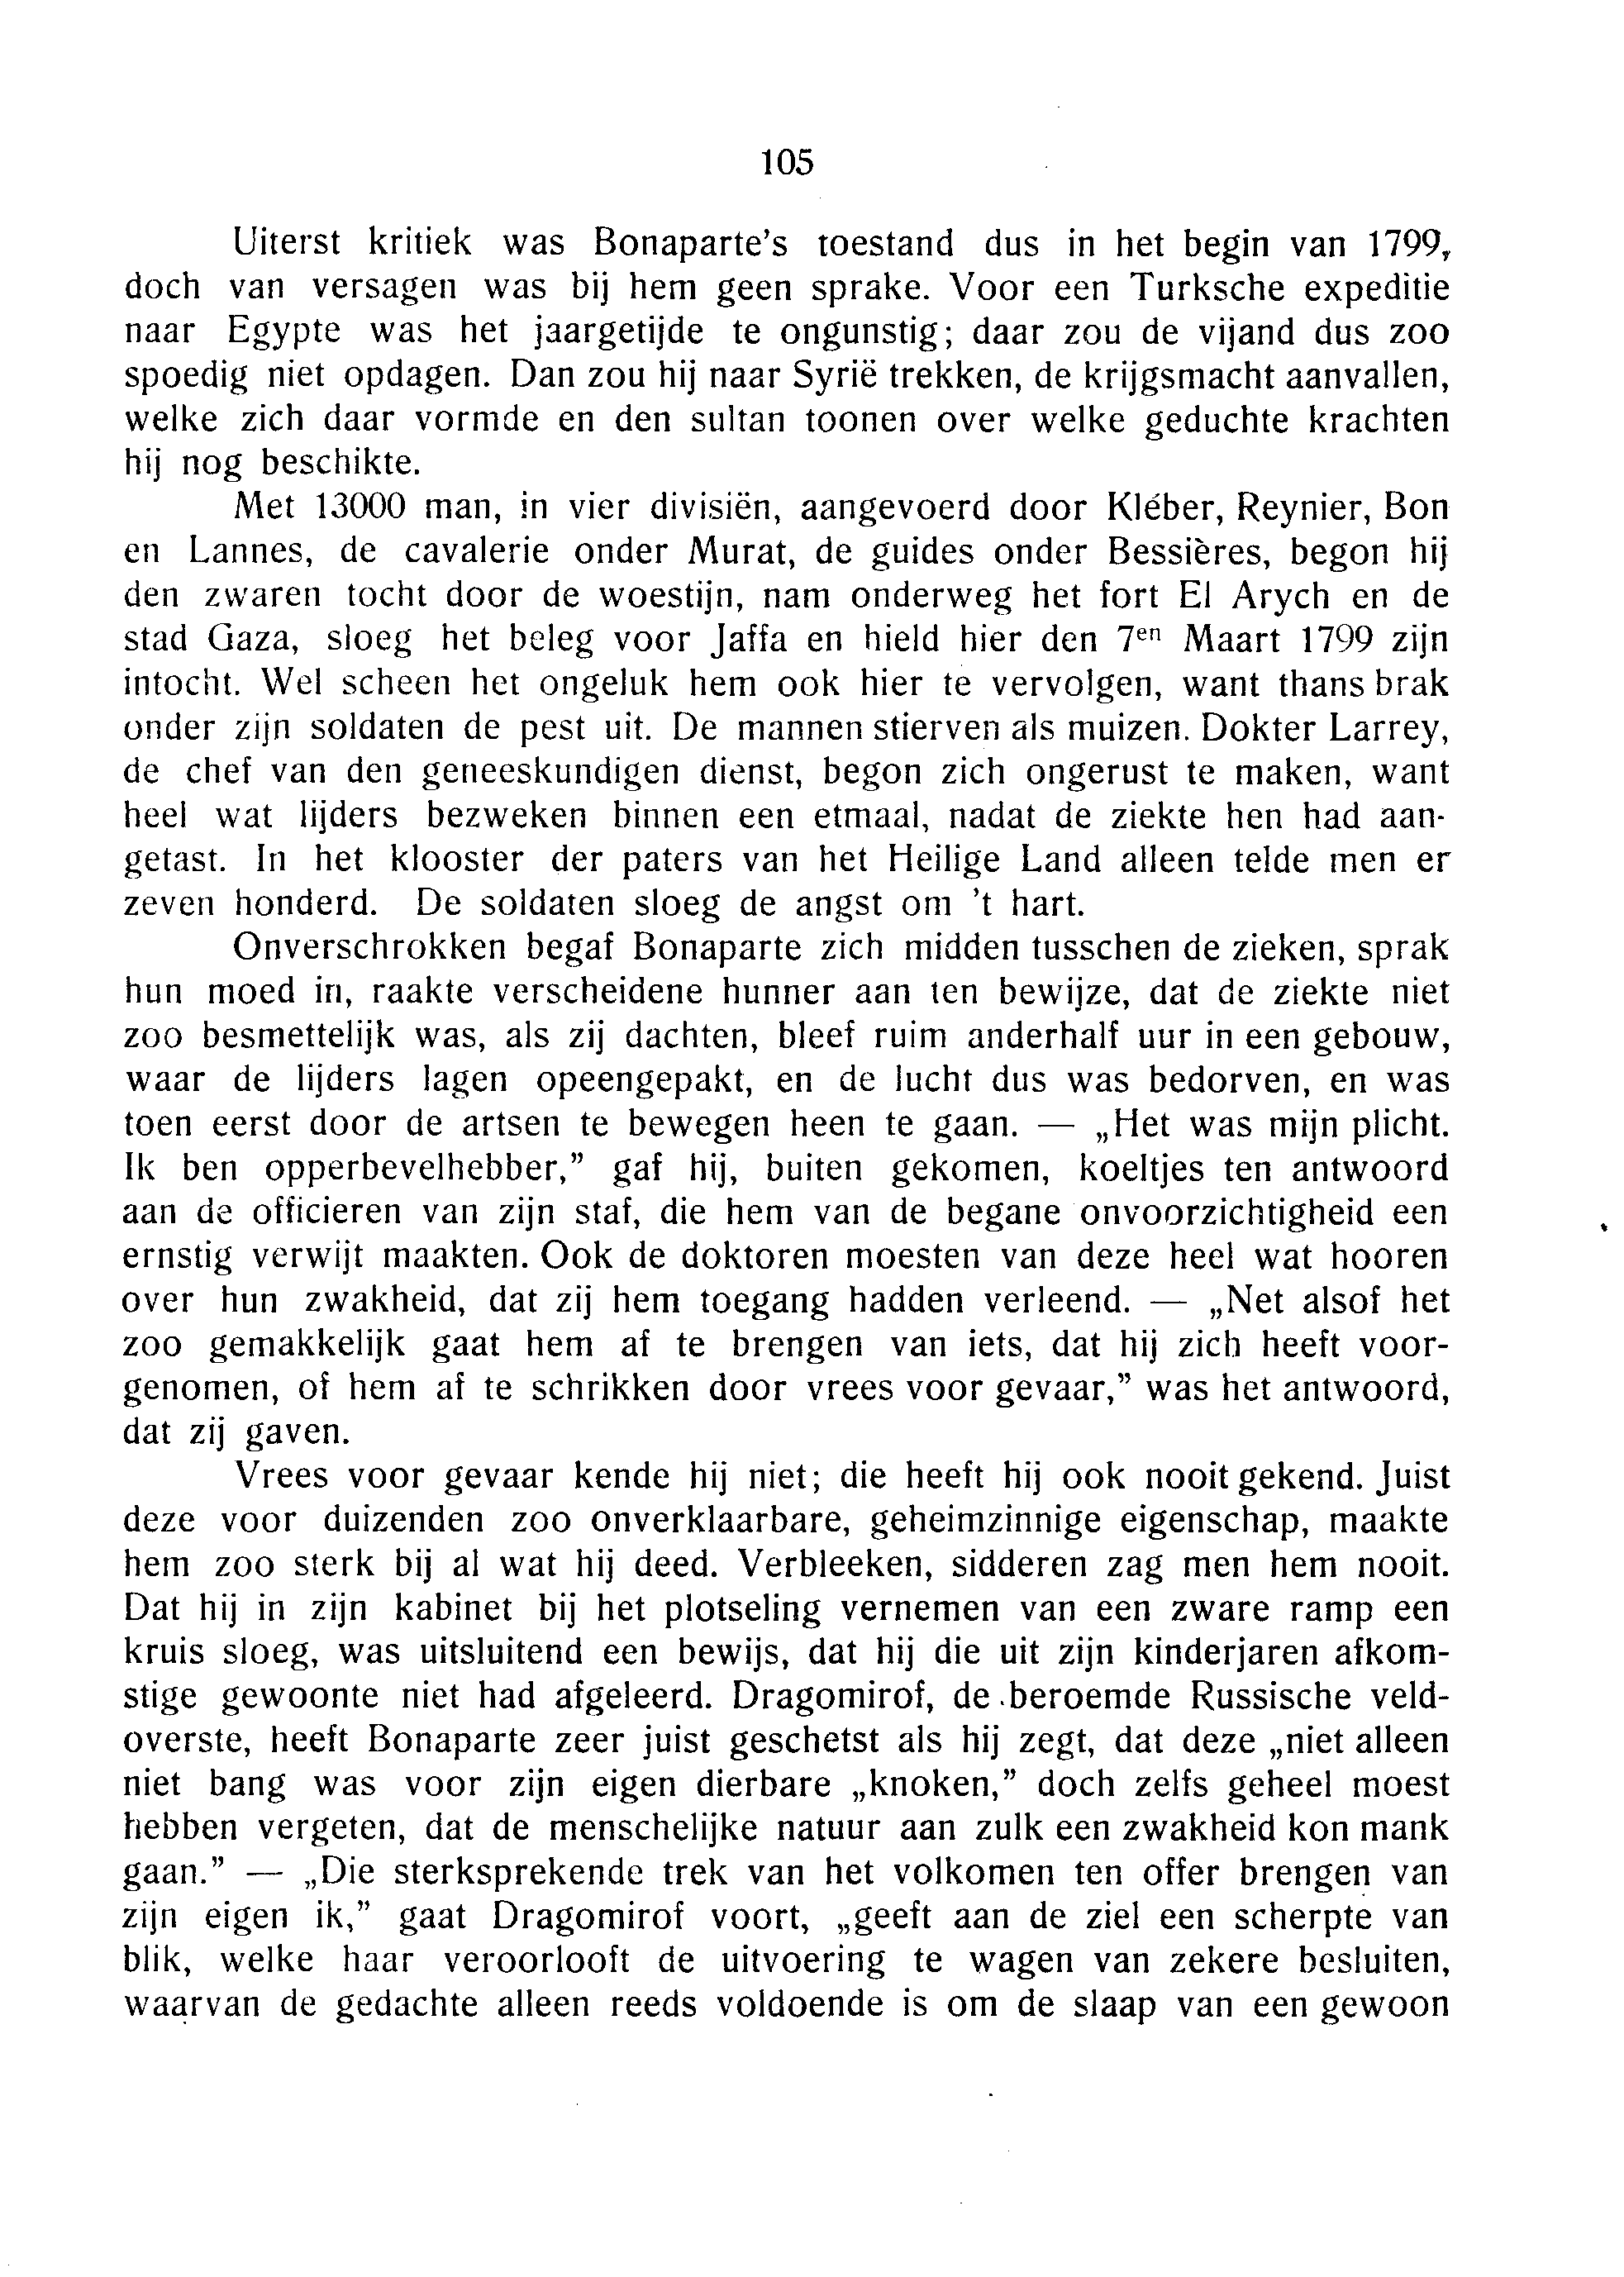 105
Uiterst kritiek was Bonaparte's toestand dus in het begin van 1799,
doch van versagen was bij hem geen sprake. Voor een Turksche expeditie
naar Egypte was het jaargetijde te ongunstig; daar zou de vijand dus zoo
spoedig niet opdagen. Dan zou hij naar Syrië trekken, de krijgsmacht aanvallen,
welke zich daar vormde en den sultan toonen over welke geduchte krachten
hij nog beschikte.
Met 13000 man, in vier divisiën, aangevoerd door Kléber, Reynier, Bon
en Lannes, de cavalerie onder Murat, de guides onder Bessières, begon hij
den zwaren tocht door de woestijn, nam onderweg het fort El Arych en de
stad Gaza, sloeg het beleg voor Jaffa en hield hier den 7en Maart 1799 zijn
intocht. Wel scheen het ongeluk hem ook hier te vervolgen, want thans brak
onder zijn soldaten de pest uit. De mannen stierven als muizen. Dokter Larrey,
de chef van den geneeskundigen dienst, begon zich ongerust te maken, want
heel wat lijders bezweken binnen een etmaal, nadat de ziekte hen had aan-
getast. In het klooster der paters van het Heilige Land alleen telde men er
zeven honderd. De soldaten sloeg de angst om 't hart.
Onverschrokken begaf Bonaparte zich midden tusschen de zieken, sprak
hun moed in, raakte verscheidene hunner aan ten bewijze, dat de ziekte niet
zoo besmettelijk was, als zij dachten, bleef ruim anderhalf uur in een gebouw,
waar de lijders lagen opeengepakt, en de lucht dus was bedorven, en was
toen eerst door de artsen te bewegen heen te gaan. — „Het was mijn plicht.
Ik ben opperbevelhebber,” gaf hij, buiten gekomen, koeltjes ten antwoord
aan de officieren van zijn staf, die hem van de begane onvoorzichtigheid een
ernstig verwijt maakten. Ook de doktoren moesten van deze heel wat hooren
over hun zwakheid, dat zij hem toegang hadden verleend. — „Net alsof het
zoo gemakkelijk gaat hem af te brengen van iets, dat hij zich heeft voor-
genomen, of hem af te schrikken door vrees voor gevaar,” was het antwoord,
dat zij gaven.
Vrees voor gevaar kende hij niet; die heeft hij ook nooit gekend. Juist
deze voor duizenden zoo onverklaarbare, geheimzinnige eigenschap, maakte
hem zoo sterk bij al wat hij deed. Verbleeken, sidderen zag men hem nooit.
Dat hij in zijn kabinet bij het plotseling vernemen van een zware ramp een
kruis sloeg, was uitsluitend een bewijs, dat hij die uit zijn kinderjaren afkom-
stige gewoonte niet had afgeleerd. Dragomirof, de beroemde Russische veld-
overste, heeft Bonaparte zeer juist geschetst als hij zegt, dat deze „niet alleen
niet bang was voor zijn eigen dierbare „knoken,” doch zelfs geheel moest
hebben vergeten, dat de menschelijke natuur aan zulk een zwakheid kon mank
gaan.” — „Die sterksprekende trek van het volkomen ten offer brengen van
zijn eigen ik,” gaat Dragomirof voort, „geeft aan de ziel een scherpte van
blik, welke haar veroorlooft de uitvoering te wagen van zekere besluiten,
waarvan de gedachte alleen reeds voldoende is om de slaap van een gewoon